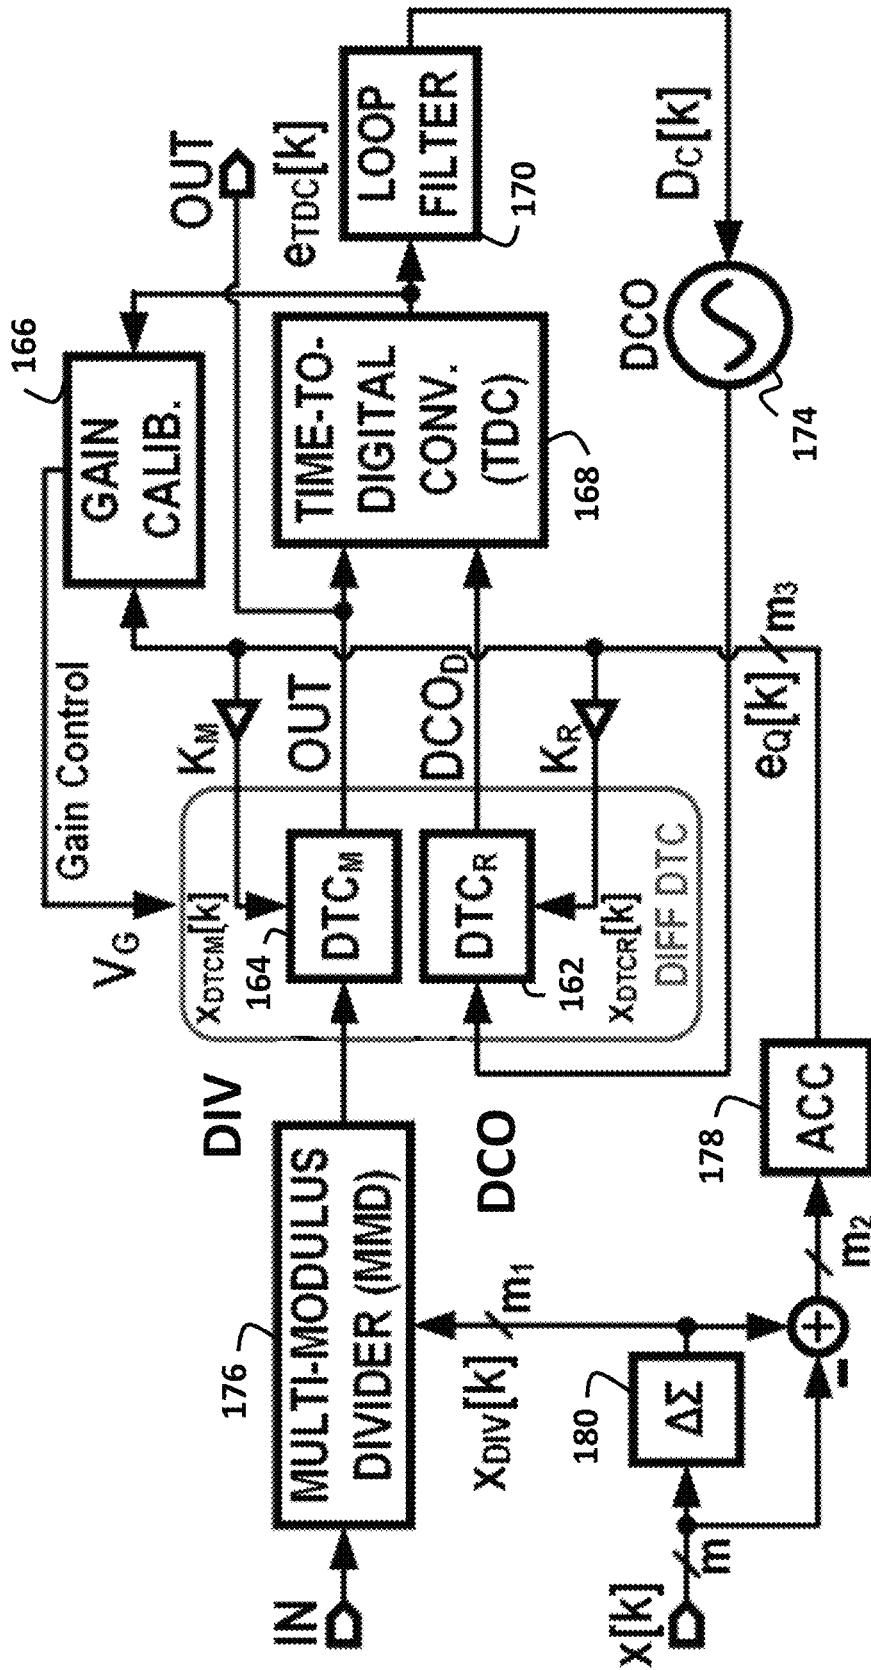 IN
MULTI-MODULUS
DIVIDER (MMD)
176
DIV
DTCM
164
XDTCM[k]
VG
Gain Control
KM
GAIN
CALIB.
166
OUT
OUT
TIME-TO-
DIGITAL
CONV.
(TDC)
168
eTDC[k]
LOOP
FILTER
170
DCO
DTCR
162
XDTCR[k]
DIFF DTC
DCOD
KR
DCO
174
DC[k]
x[k]
m
ΔΣ
180
XDIV[k]
m1
+
-
m2
ACC
178
eQ[k]
m3